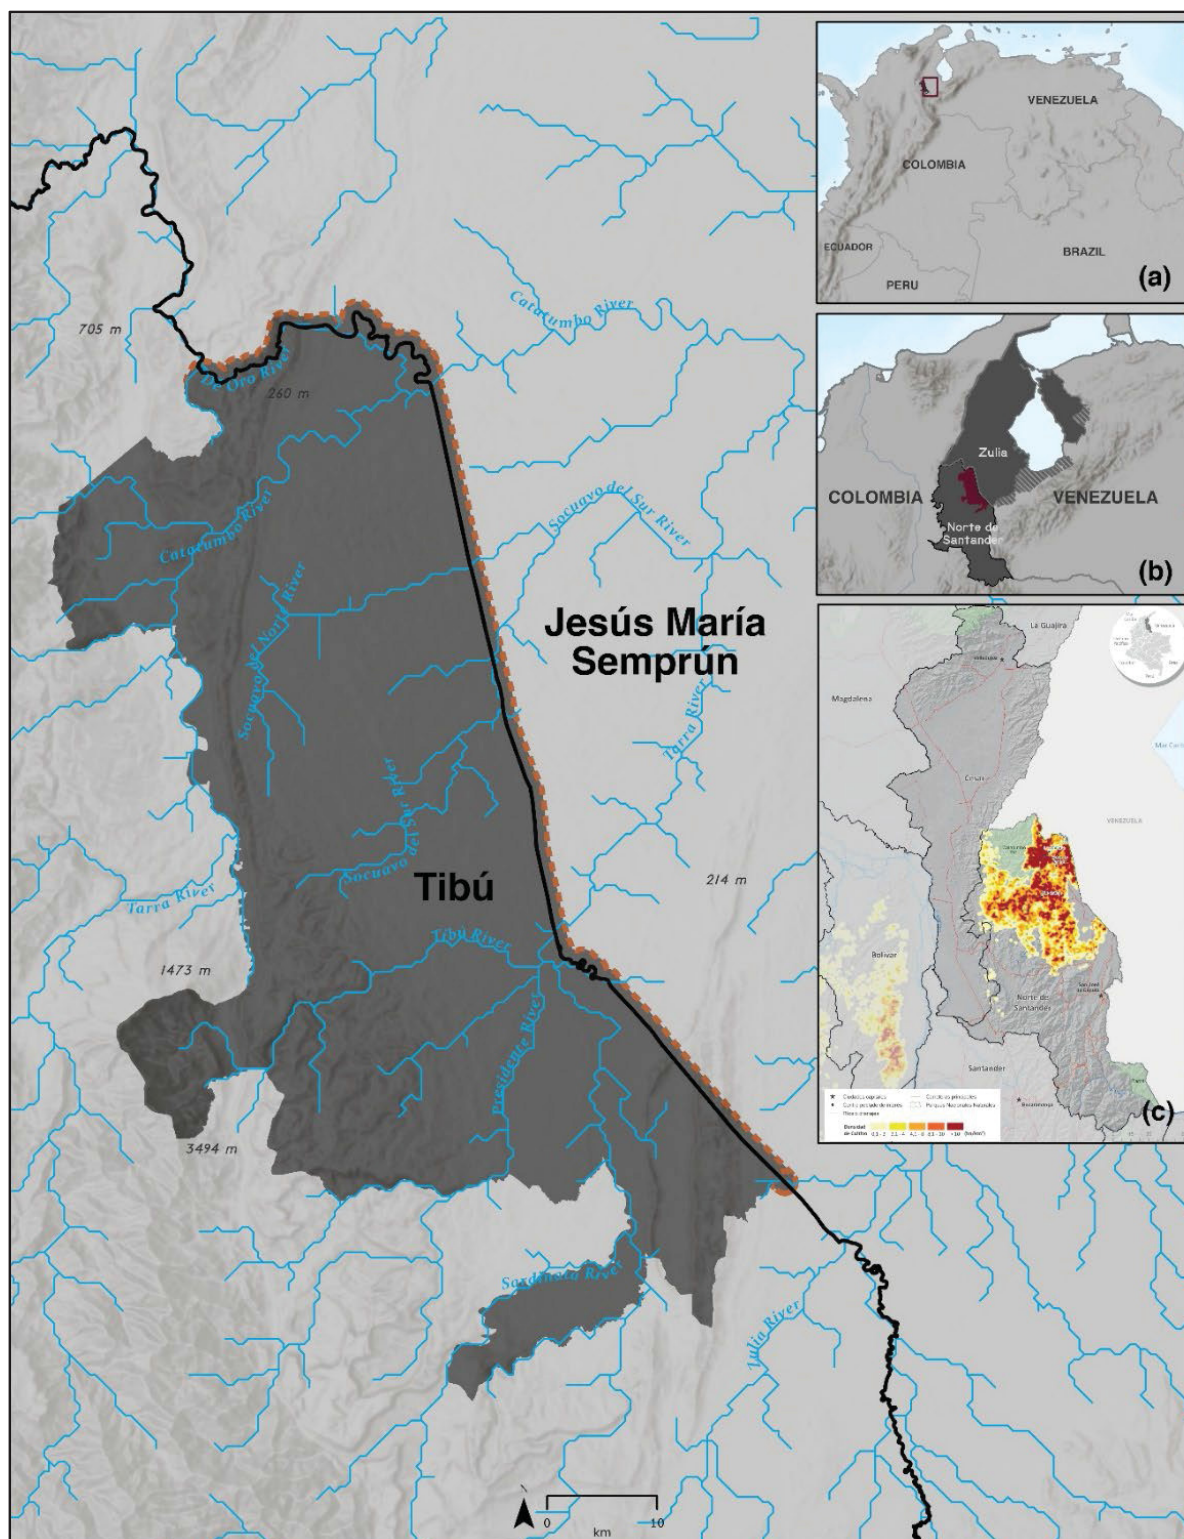 705 m
De Oro River
260 m
Catatumbo River
Catatumbo River
Socuavo del Norte River
Socuavo del Sur River
Jesús María
Semprún
Tarra River
Socuavo del Sur River
Tibú
214 m
Tarra River
Tibú River
1473 m
Presidente River
3494 m
Sardinata River
Zulia River
0
10
km
VENEZUELA
COLOMBIA
ECUADOR
PERU
BRAZIL
(a)
Zulia
COLOMBIA
VENEZUELA
Norte de
Santander
(b)
La Guajira
Magdalena
Cesar
VENEZUELA
Bolívar
Norte de
Santander
Santander
Bucaramanga
(c)